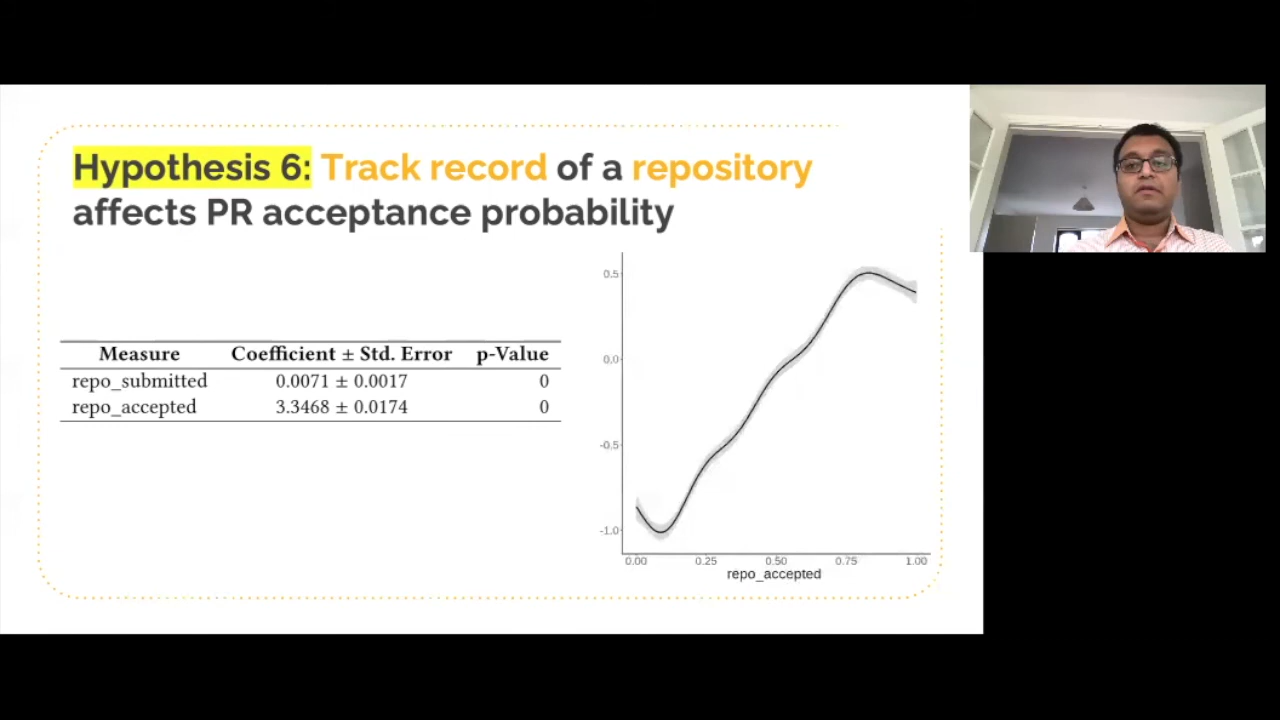 Hypothesis 6: Track record of a repository
affects PR acceptance probability
Measure Coefficient ± Std. Error p-Value
repo_submitted 0.0071 ± 0.0017 0
repo_accepted 3.3468 ± 0.0174 0
0.5
0.0
-0.5
-1.0
0.00 0.25 0.50 0.75 1.00
repo_accepted